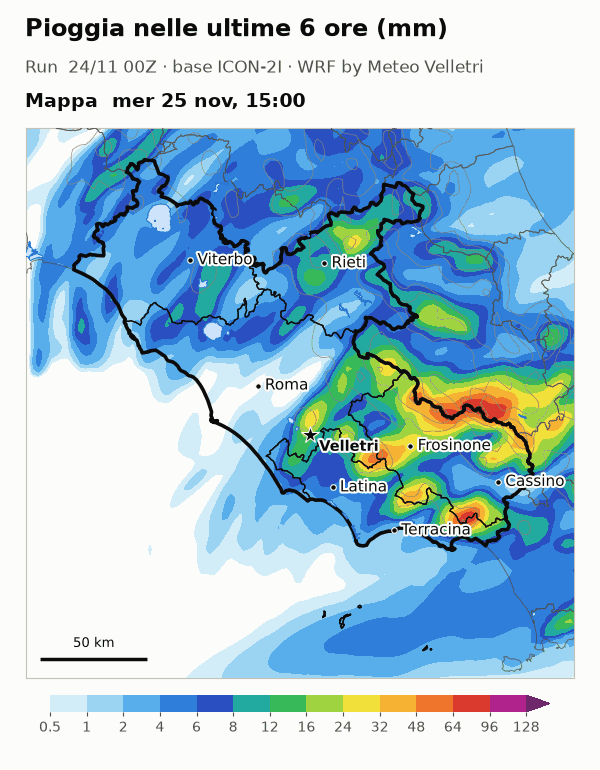 Pioggia nelle ultime 6 ore (mm)
Run  24/11 00Z · base ICON-2I · WRF by Meteo Velletri
Mappa  mer 25 nov, 15:00
Viterbo
Rieti
Roma
Velletri
Frosinone
Latina
Cassino
Terracina
50 km
0.5 1 2 4 6 8 12 16 24 32 48 64 96 128